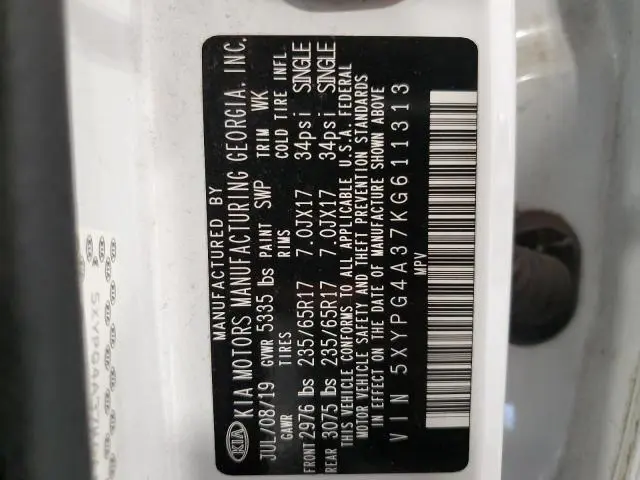 MANUFACTURED BY
KIA KIA MOTORS MANUFACTURING GEORGIA, INC.
JUL/08/19 GVWR 5335 lbs PAINT SWP TRIM WK
GAWR TIRES RIMS COLD TIRE INFL.
FRONT 2976 lbs 235/65R17 7.0JX17 34psi SINGLE
REAR 3075 lbs 235/65R17 7.0JX17 34psi SINGLE
THIS VEHICLE CONFORMS TO ALL APPLICABLE U.S.A. FEDERAL
MOTOR VEHICLE SAFETY AND THEFT PREVENTION STANDARDS
IN EFFECT ON THE DATE OF MANUFACTURE SHOWN ABOVE
VIN 5XYPG4A37KG611313
MPV